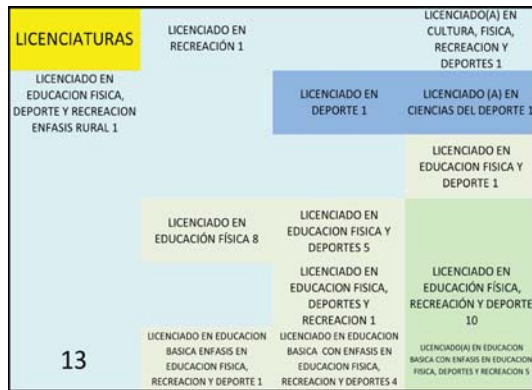 LICENCIATURAS
LICENCIADO EN
RECREACIÓN 1
LICENCIADO(A) EN
CULTURA, FISICA,
RECREACION Y
DEPORTES 1
LICENCIADO EN
EDUCACION FISICA,
DEPORTE Y RECREACION
ENFASIS RURAL 1
LICENCIADO EN
DEPORTE 1
LICENCIADO (A) EN
CIENCIAS DEL DEPORTE 1
LICENCIADO EN
EDUCACION FISICA Y
DEPORTE 1
LICENCIADO EN
EDUCACIÓN FÍSICA 8
LICENCIADO EN
EDUCACION FISICA Y
DEPORTES 5
LICENCIADO EN
EDUCACION FISICA,
DEPORTES Y
RECREACION 1
LICENCIADO EN
EDUCACIÓN FÍSICA,
RECREACIÓN Y DEPORTE
10
13
LICENCIADO EN EDUCACION
BASICA ENFASIS EN
EDUCACION FISICA,
RECREACION Y DEPORTE 1
LICENCIADO EN EDUCACION
BASICA CON ENFASIS EN
EDUCACION FISICA,
RECREACION Y DEPORTES 4
LICENCIADO(A) EN EDUCACION
BASICA CON ENFASIS EN EDUCACION
FISICA, DEPORTES Y RECREACION 5